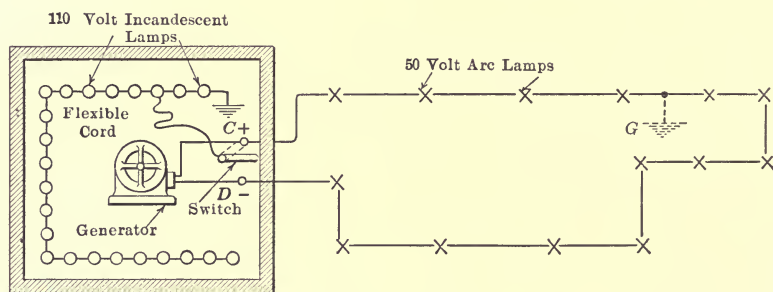 110 Volt Incandescent
Lamps
50 Volt Arc Lamps
Flexible
Cord
C+
G
D -
Switch
Generator